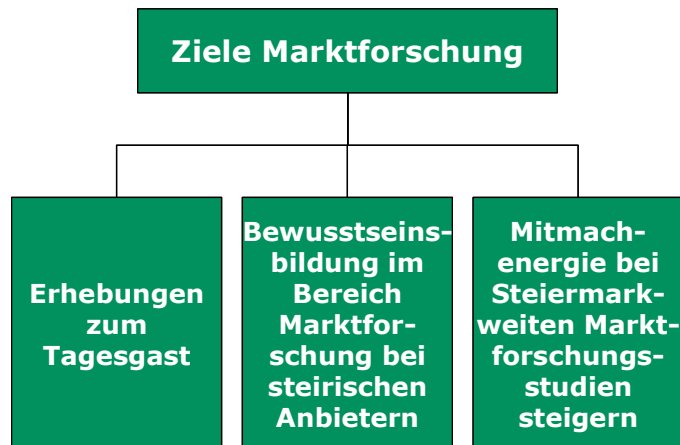 Ziele Marktforschung
Erhebungen
zum
Tagesgast
Bewusstseins-
bildung im
Bereich
Marktfor-
schung bei
steirischen
Anbietern
Mitmach-
energie bei
Steiermark-
weiten Markt-
forschungs-
studien
steigern